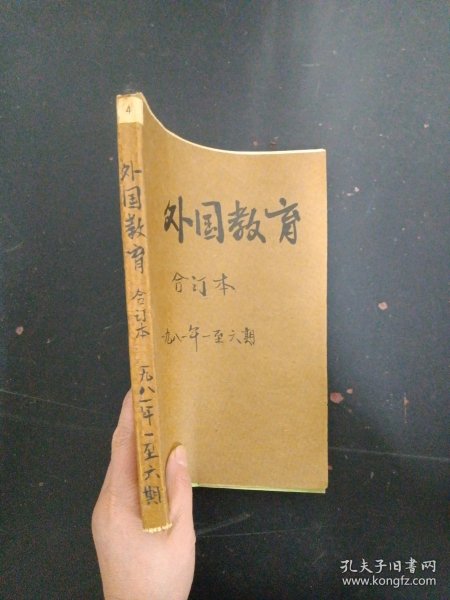 4
外国教育
合订本
一九八一年一至六期
外国教育
合订本
一九八一年一至六期
孔夫子旧书网
www.kongfz.com